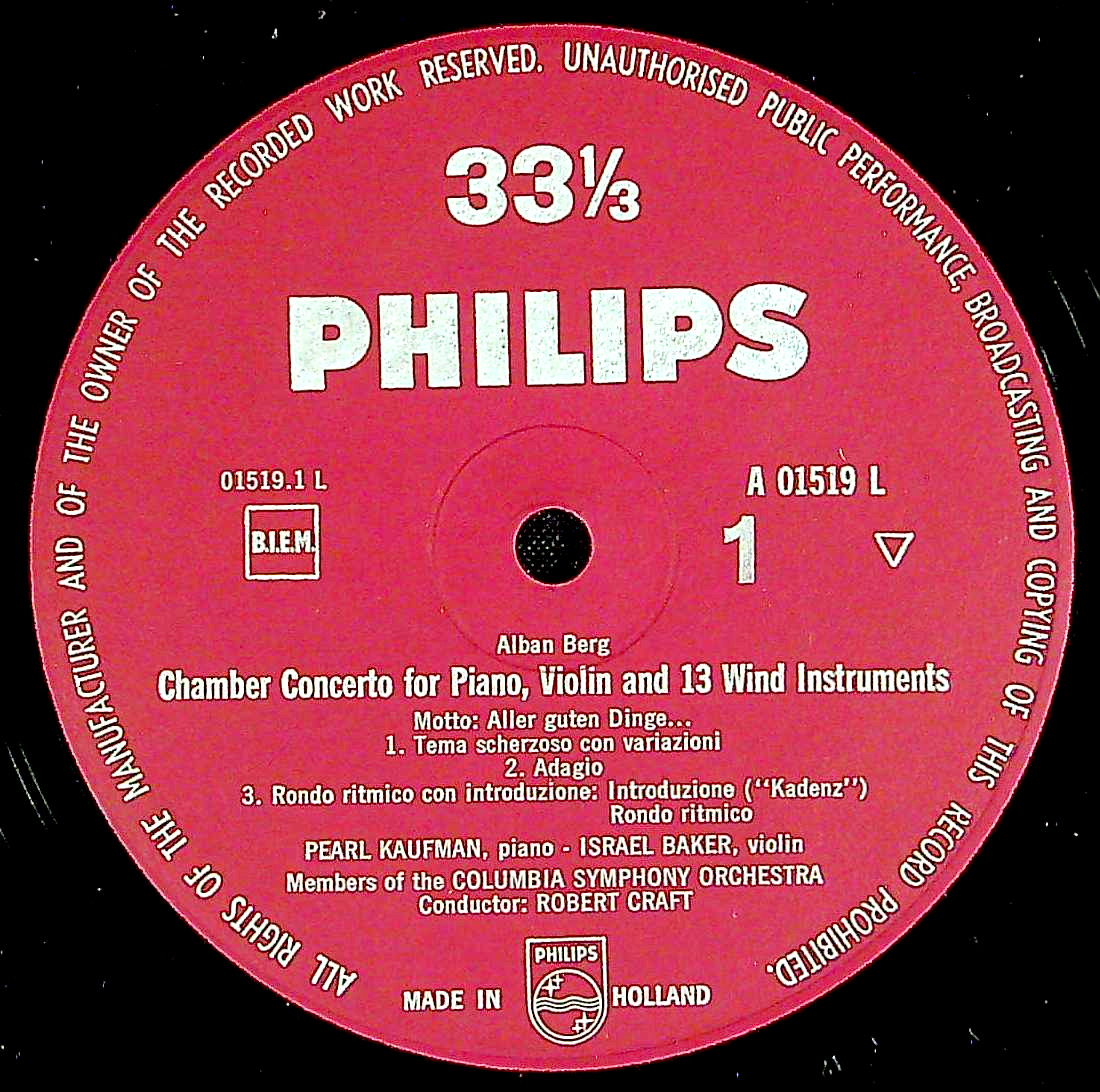 ALL RIGHTS OF THE MANUFACTURER AND OF THE OWNER OF THE RECORDED WORK RESERVED. UNAUTHORISED PUBLIC PERFORMANCE, BROADCASTING AND COPYING OF THIS RECORD PROHIBITED.
33⅓
PHILIPS
01519.1 L
A 01519 L
B.I.E.M.
1
Alban Berg
Chamber Concerto for Piano, Violin and 13 Wind Instruments
Motto: Aller guten Dinge...
1. Tema scherzoso con variazioni
2. Adagio
3. Rondo ritmico con introduzione: Introduzione (“Kadenz”)
Rondo ritmico
PEARL KAUFMAN, piano - ISRAEL BAKER, violin
Members of the COLUMBIA SYMPHONY ORCHESTRA
Conductor: ROBERT CRAFT
PHILIPS
MADE IN HOLLAND